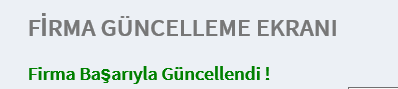 FİRMA GÜNCELLEME EKRANI
Firma Başarıyla Güncellendi !